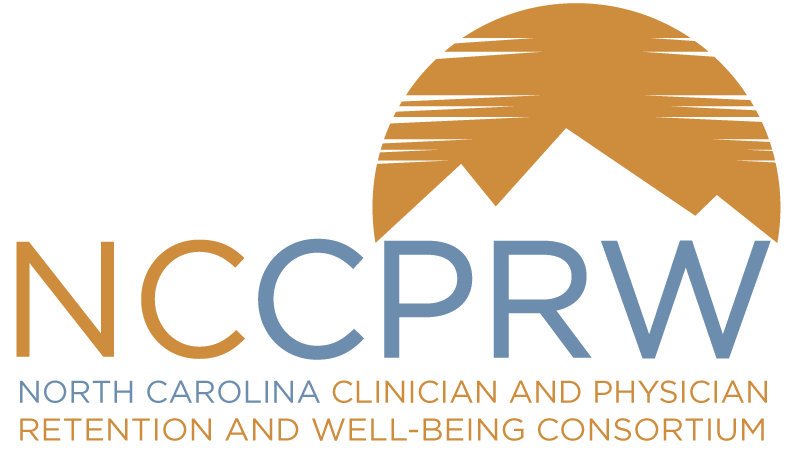 NCCPRW
NORTH CAROLINA CLINICIAN AND PHYSICIAN
RETENTION AND WELL-BEING CONSORTIUM